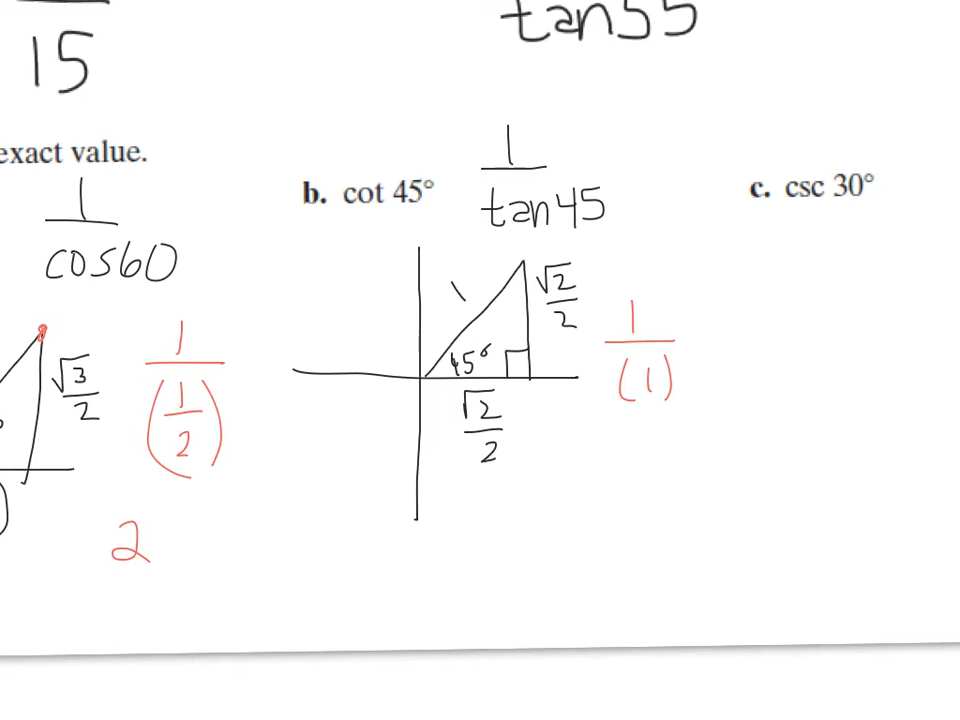 15
tan55
exact value.
1
cos60
√3
2
1
(1
2)
2
b. cot 45°
1
tan45
1
45°
√2
2
√2
2
1
(1)
c. csc 30°